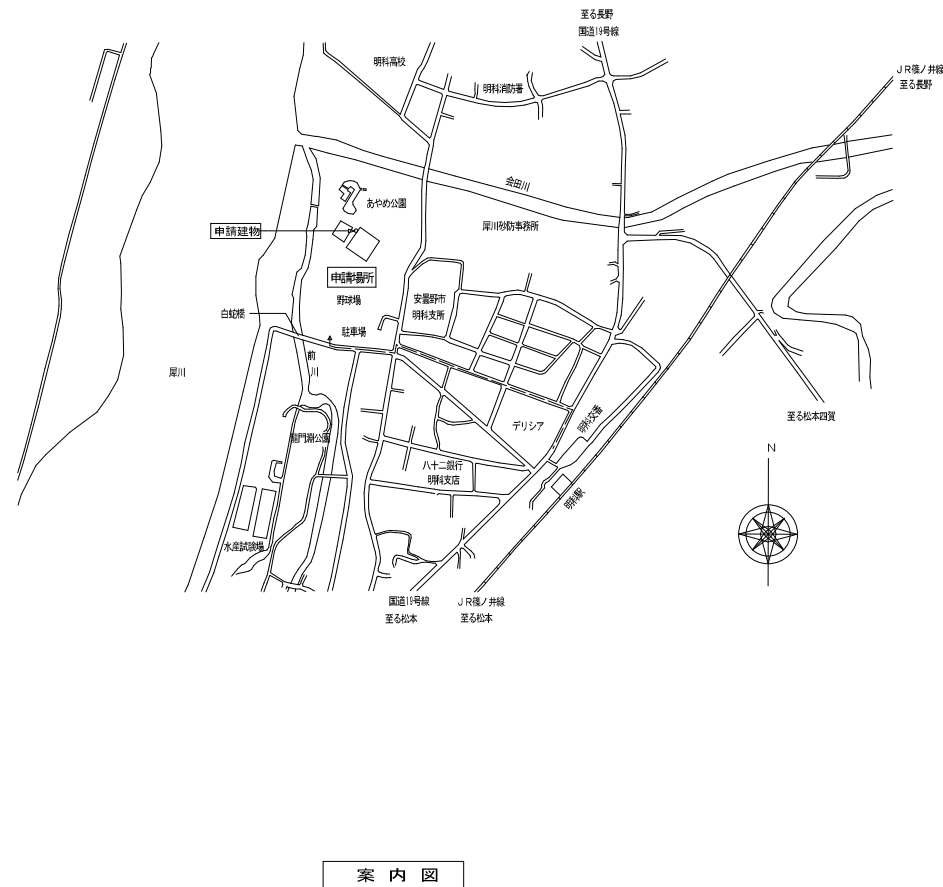 至る長野
国道19号線
明科高校
明科消防署
JR篠ノ井線
至る長野
会田川
あやめ公園
申請建物
犀川砂防事務所
申請場所
野球場
安曇野市
明科支所
白蛇橋
駐車場
前
川
犀川
デリシア
明科交番
至る松本四賀
龍門淵公園
八十二銀行
明科支店
明科駅
N
水産試験場
国道19号線
至る松本
JR篠ノ井線
至る松本
案内図